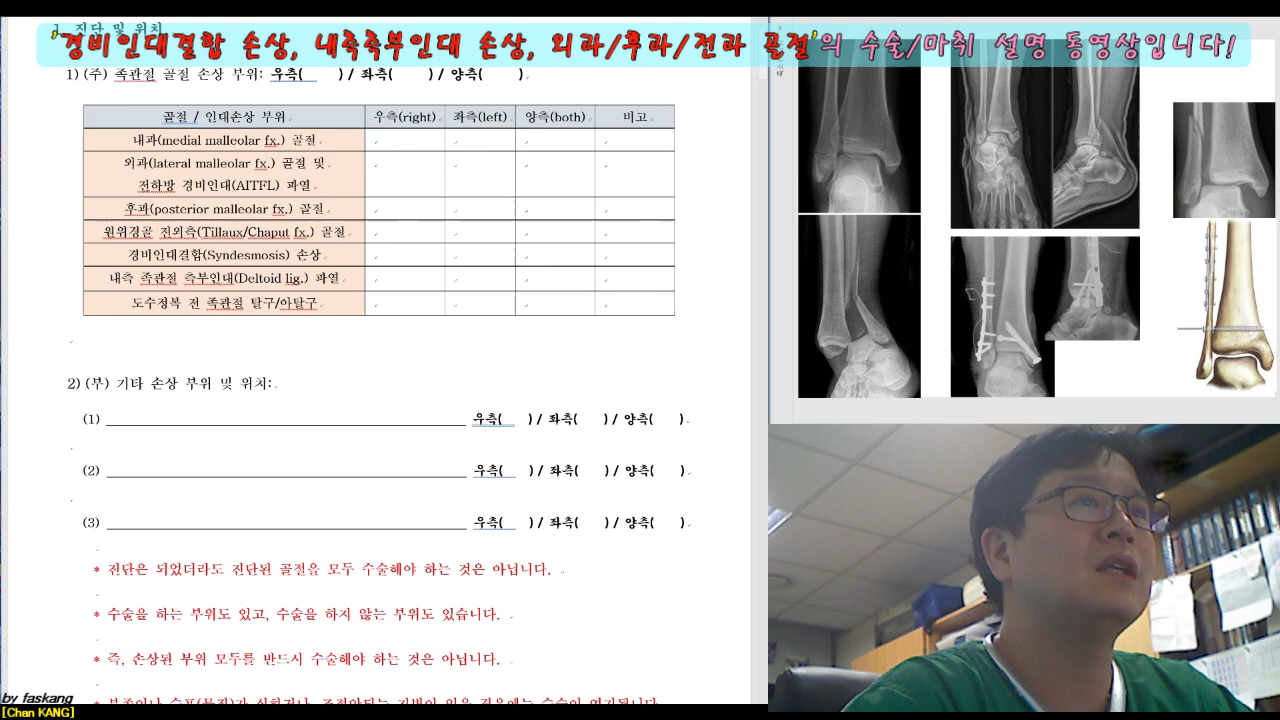 1. 진단 및 위치
'경비인대결합 손상, 내측측부인대 손상, 외과/후과/전과 골절'의 수술/마취 설명 동영상입니다!
1) (주) 족관절 골절 손상 부위: 우측( ) / 좌측( ) / 양측( ).
골절 / 인대손상 부위 우측(right) 좌측(left) 양측(both) 비고
내과(medial malleolar fx.) 골절
외과(lateral malleolar fx.) 골절 및
전하방 경비인대(AITFL) 파열
후과(posterior malleolar fx.) 골절
원위경골 전외측(Tillaux/Chaput fx.) 골절
경비인대결합(Syndesmosis) 손상
내측 족관절 측부인대(Deltoid lig.) 파열
도수정복 전 족관절 탈구/아탈구
2) (부) 기타 손상 부위 및 위치:
(1) 우측( ) / 좌측( ) / 양측( )
(2) 우측( ) / 좌측( ) / 양측( )
(3) 우측( ) / 좌측( ) / 양측( )
* 진단은 되었더라도 진단된 골절을 모두 수술해야 하는 것은 아닙니다.
* 수술을 하는 부위도 있고, 수술을 하지 않는 부위도 있습니다.
* 즉, 손상된 부위 모두를 반드시 수술해야 하는 것은 아닙니다.
by faskang
[Chan KANG]